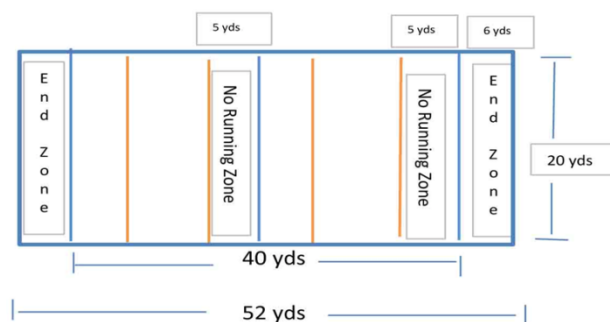 5 yds
5 yds
6 yds
End Zone
No Running Zone
No Running Zone
End Zone
20 yds
40 yds
52 yds